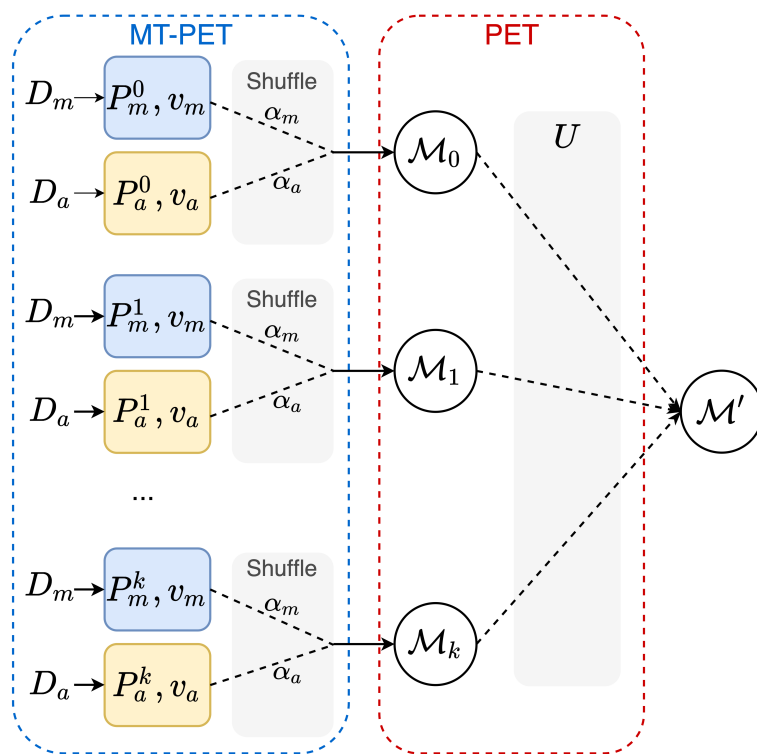 MT-PET
PET
D_m
P_m^0, v_m
Shuffle
α_m
D_a
P_a^0, v_a
α_a
ℳ_0
U
D_m
P_m^1, v_m
Shuffle
α_m
D_a
P_a^1, v_a
α_a
ℳ_1
ℳ′
...
D_m
P_m^k, v_m
Shuffle
α_m
D_a
P_a^k, v_a
α_a
ℳ_k